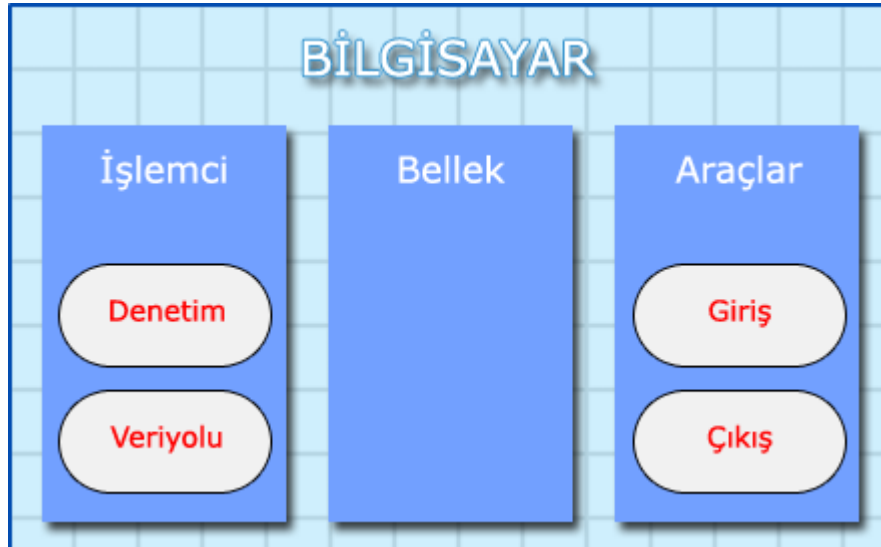 BİLGİSAYAR
İşlemci
Denetim
Veriyolu
Bellek
Araçlar
Giriş
Çıkış